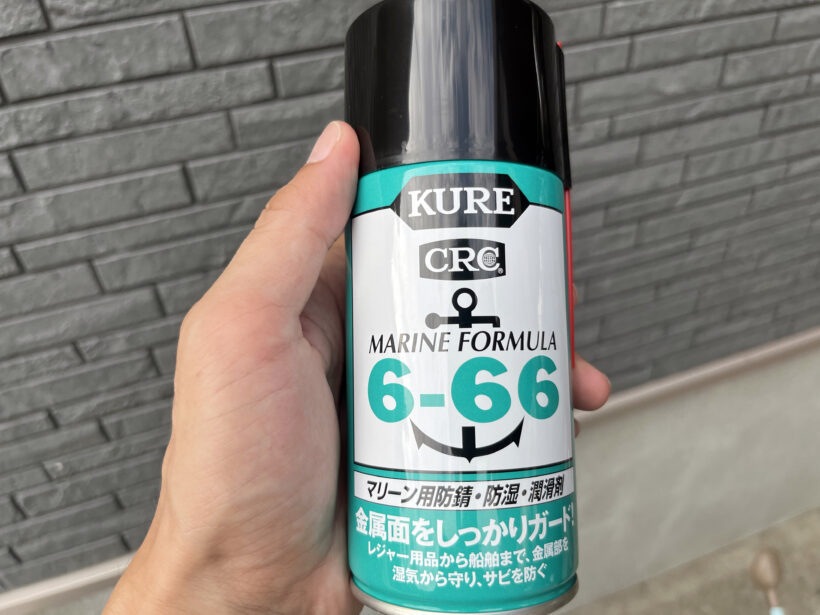 KURE
CRC®
MARINE FORMULA
6-66
マリーン用防錆・防湿・潤滑剤
金属面をしっかりガード!
レジャー用品から船舶まで、金属部を
湿気から守り、サビを防ぐ